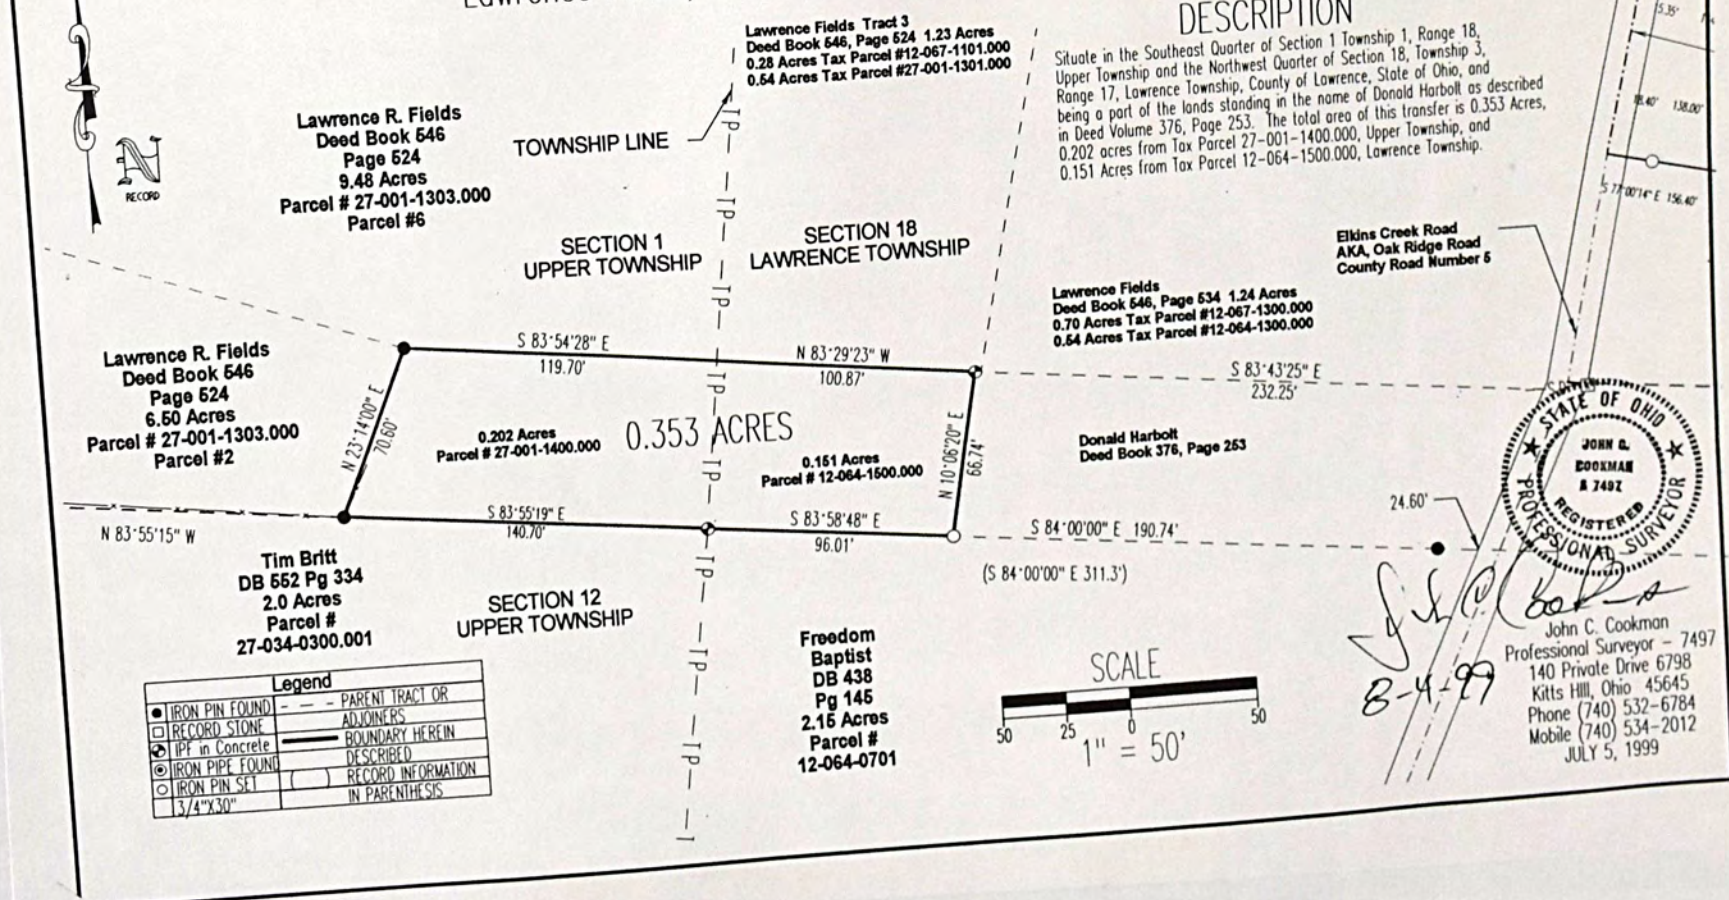 DESCRIPTION
Situate in the Southeast Quarter of Section 1 Township 1, Range 18,
Upper Township and the Northwest Quarter of Section 18, Township 3,
Range 17, Lawrence Township, County of Lawrence, State of Ohio, and
being a part of the lands standing in the name of Donald Harbolt as described
in Deed Volume 376, Page 253. The total area of this transfer is 0.353 Acres,
0.202 acres from Tax Parcel 27-001-1400.000, Upper Township, and
0.151 Acres from Tax Parcel 12-064-1500.000, Lawrence Township.
Lawrence Fields Tract 3
Deed Book 546, Page 524 1.23 Acres
0.28 Acres Tax Parcel #12-067-1101.000
0.54 Acres Tax Parcel #27-001-1301.000
TOWNSHIP LINE
N
RECORD
Lawrence R. Fields
Deed Book 546
Page 524
9.48 Acres
Parcel # 27-001-1303.000
Parcel #6
SECTION 1
UPPER TOWNSHIP
SECTION 18
LAWRENCE TOWNSHIP
138.00'
S 77°00'14" E 156.40'
Elkins Creek Road
AKA, Oak Ridge Road
County Road Number 5
Lawrence Fields
Deed Book 546, Page 534 1.24 Acres
0.70 Acres Tax Parcel #12-067-1300.000
0.54 Acres Tax Parcel #12-064-1300.000
Lawrence R. Fields
Deed Book 546
Page 524
6.50 Acres
Parcel # 27-001-1303.000
Parcel #2
S 83°54'28" E
119.70'
N 83°29'23" W
100.87'
S 83°43'25" E
232.25'
N 23°14'00" E
70.60'
0.202 Acres
Parcel # 27-001-1400.000
0.353 ACRES
0.151 Acres
Parcel # 12-064-1500.000
N 10°06'20" E
66.74'
Donald Harbolt
Deed Book 376, Page 253
STATE OF OHIO
JOHN C.
COOKMAN
7497
REGISTERED
PROFESSIONAL SURVEYOR
24.60'
N 83°55'15" W
S 83°55'19" E
140.70'
S 83°58'48" E
96.01'
S 84°00'00" E 190.74'
(S 84°00'00" E 311.3')
TP TP TP TP TP TP TP TP TP TP
Tim Britt
DB 552 Pg 334
2.0 Acres
Parcel #
27-034-0300.001
SECTION 12
UPPER TOWNSHIP
Freedom
Baptist
DB 438
Pg 145
2.15 Acres
Parcel #
12-064-0701
SCALE
50 25 0 50
1" = 50'
8-4-99
John C. Cookman
Professional Surveyor - 7497
140 Private Drive 6798
Kitts Hill, Ohio 45645
Phone (740) 532-6784
Mobile (740) 534-2012
JULY 5, 1999
Legend
IRON PIN FOUND
RECORD STONE
IPF in Concrete
IRON PIPE FOUND
IRON PIN SET
3/4"X30"
PARENT TRACT OR
ADJOINERS
BOUNDARY HEREIN
DESCRIBED
( ) RECORD INFORMATION
IN PARENTHESIS